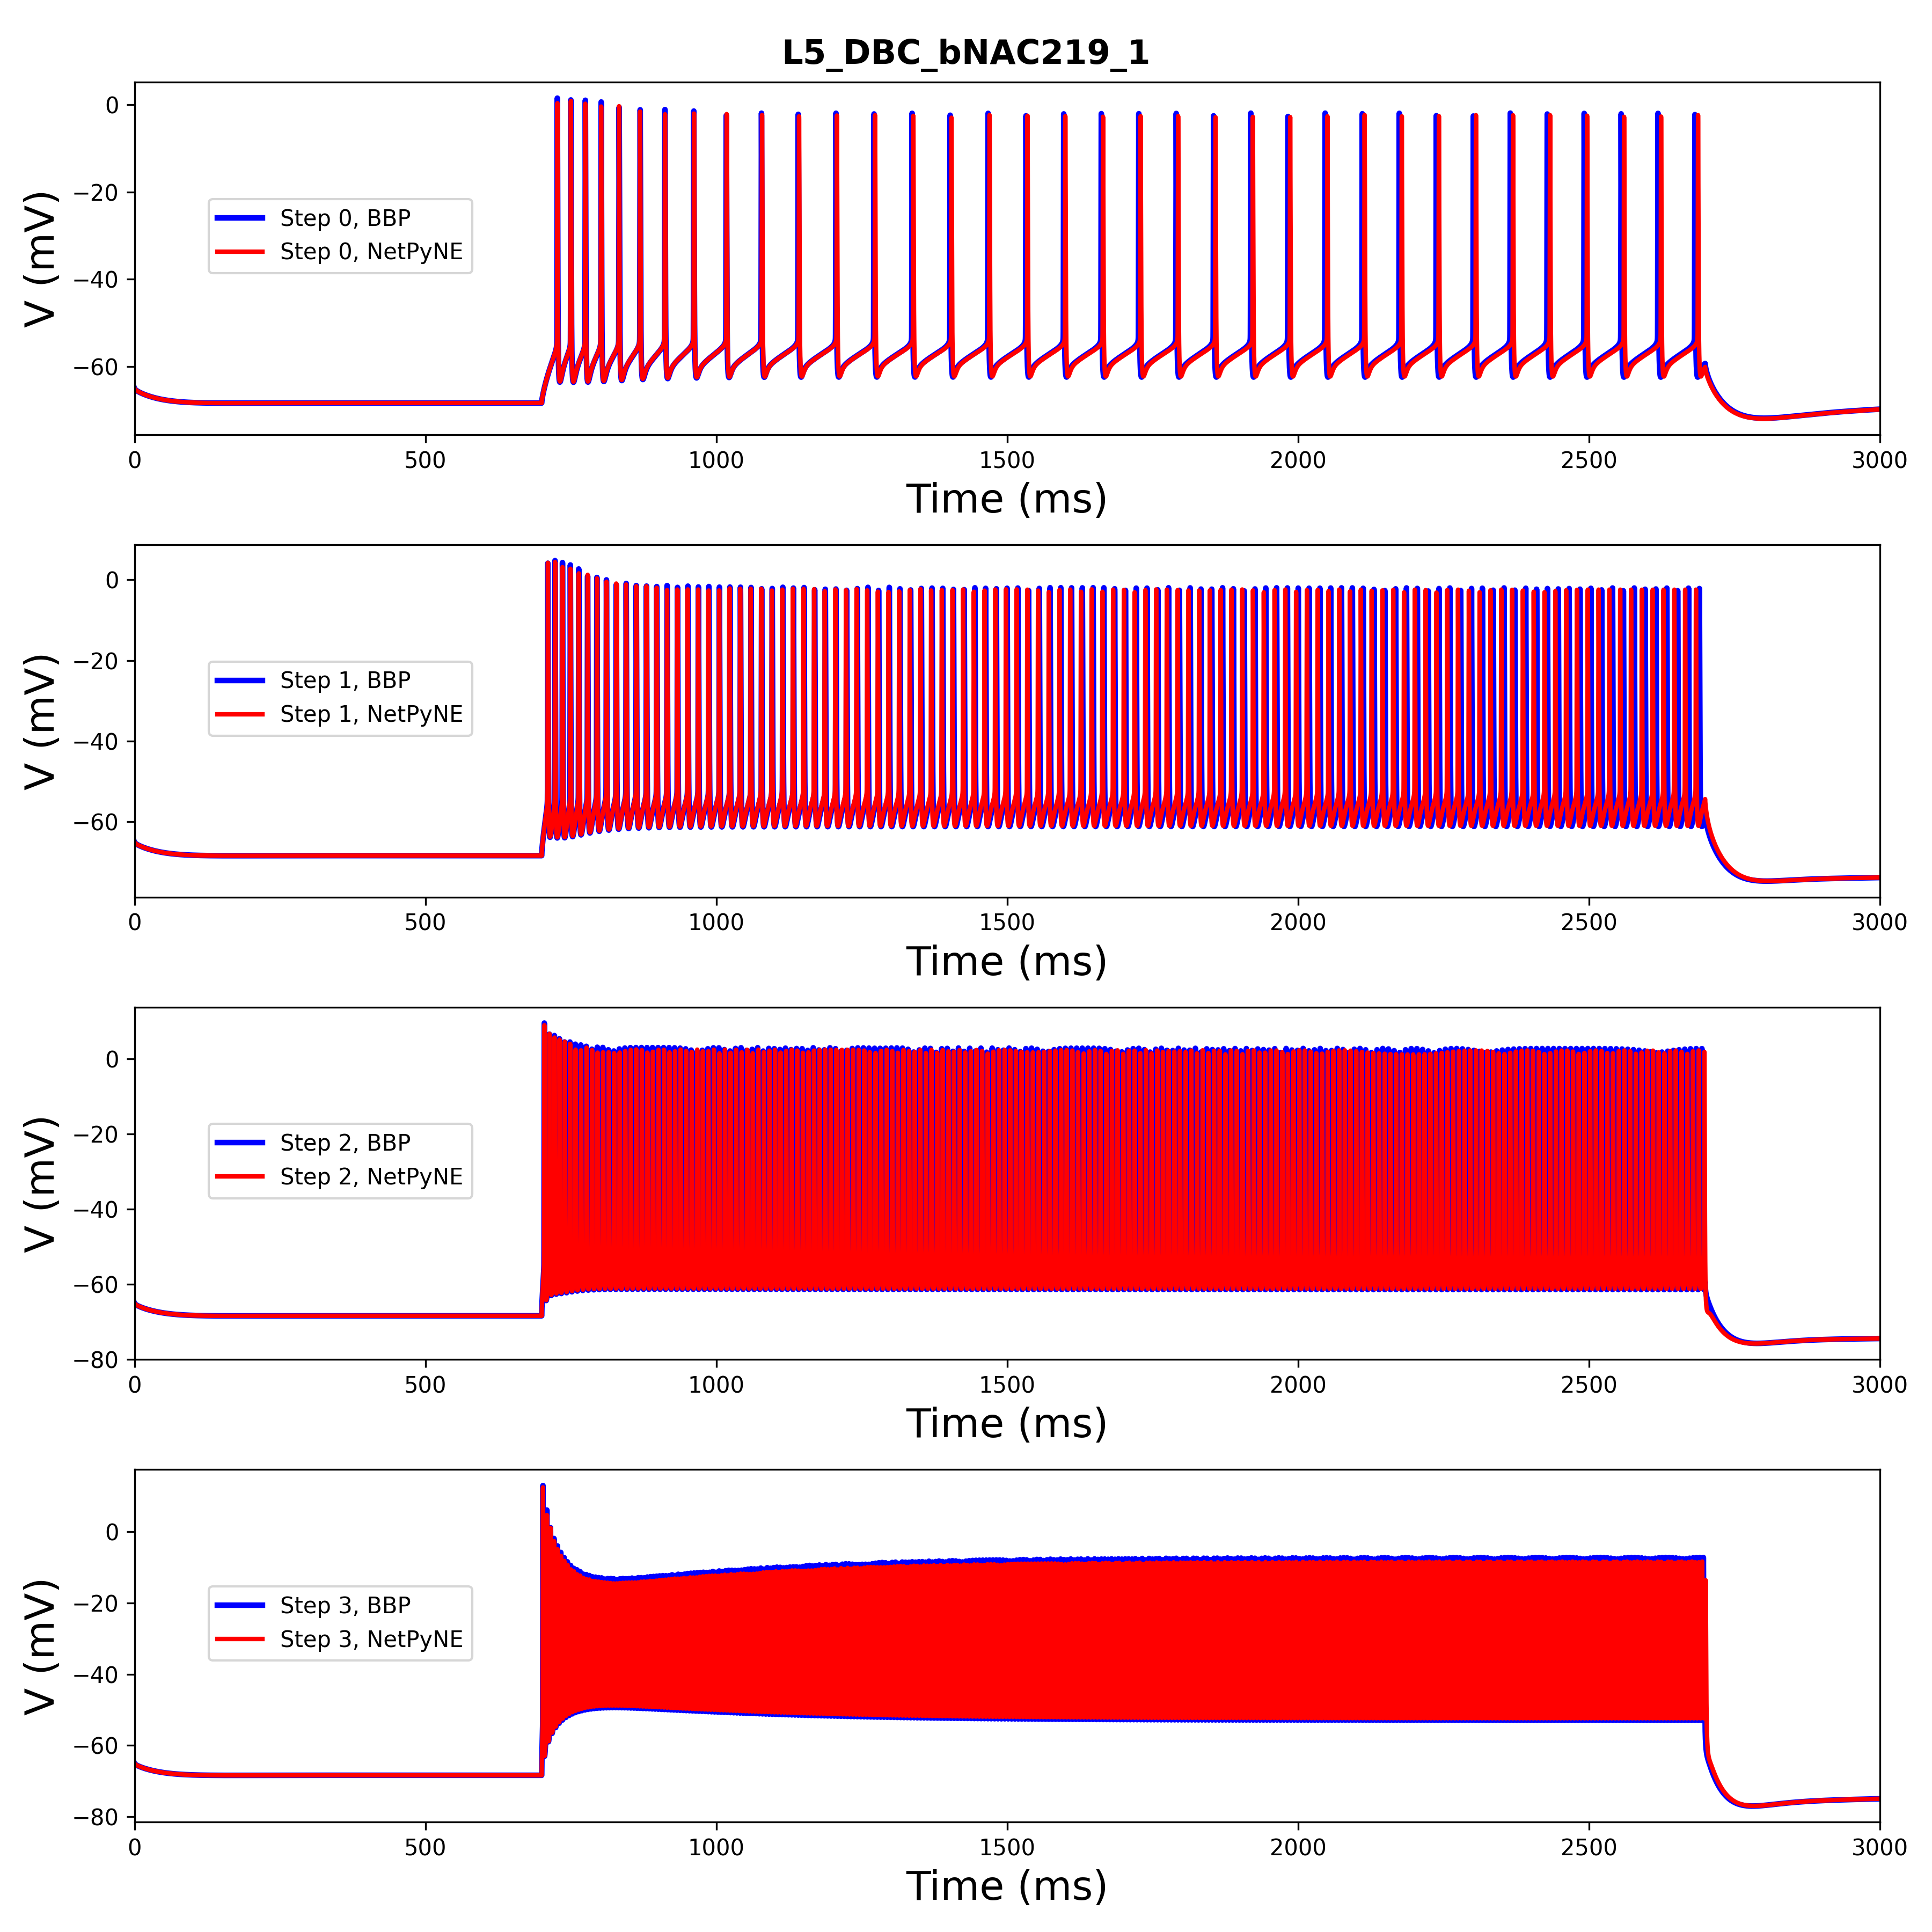 L5_DBC_bNAC219_1
V (mV)
0
−20
−40
−60
Step 0, BBP
Step 0, NetPyNE
0 500 1000 1500 2000 2500 3000
Time (ms)
V (mV)
0
−20
−40
−60
Step 1, BBP
Step 1, NetPyNE
0 500 1000 1500 2000 2500 3000
Time (ms)
V (mV)
0
−20
−40
−60
−80
Step 2, BBP
Step 2, NetPyNE
0 500 1000 1500 2000 2500 3000
Time (ms)
V (mV)
0
−20
−40
−60
−80
Step 3, BBP
Step 3, NetPyNE
0 500 1000 1500 2000 2500 3000
Time (ms)